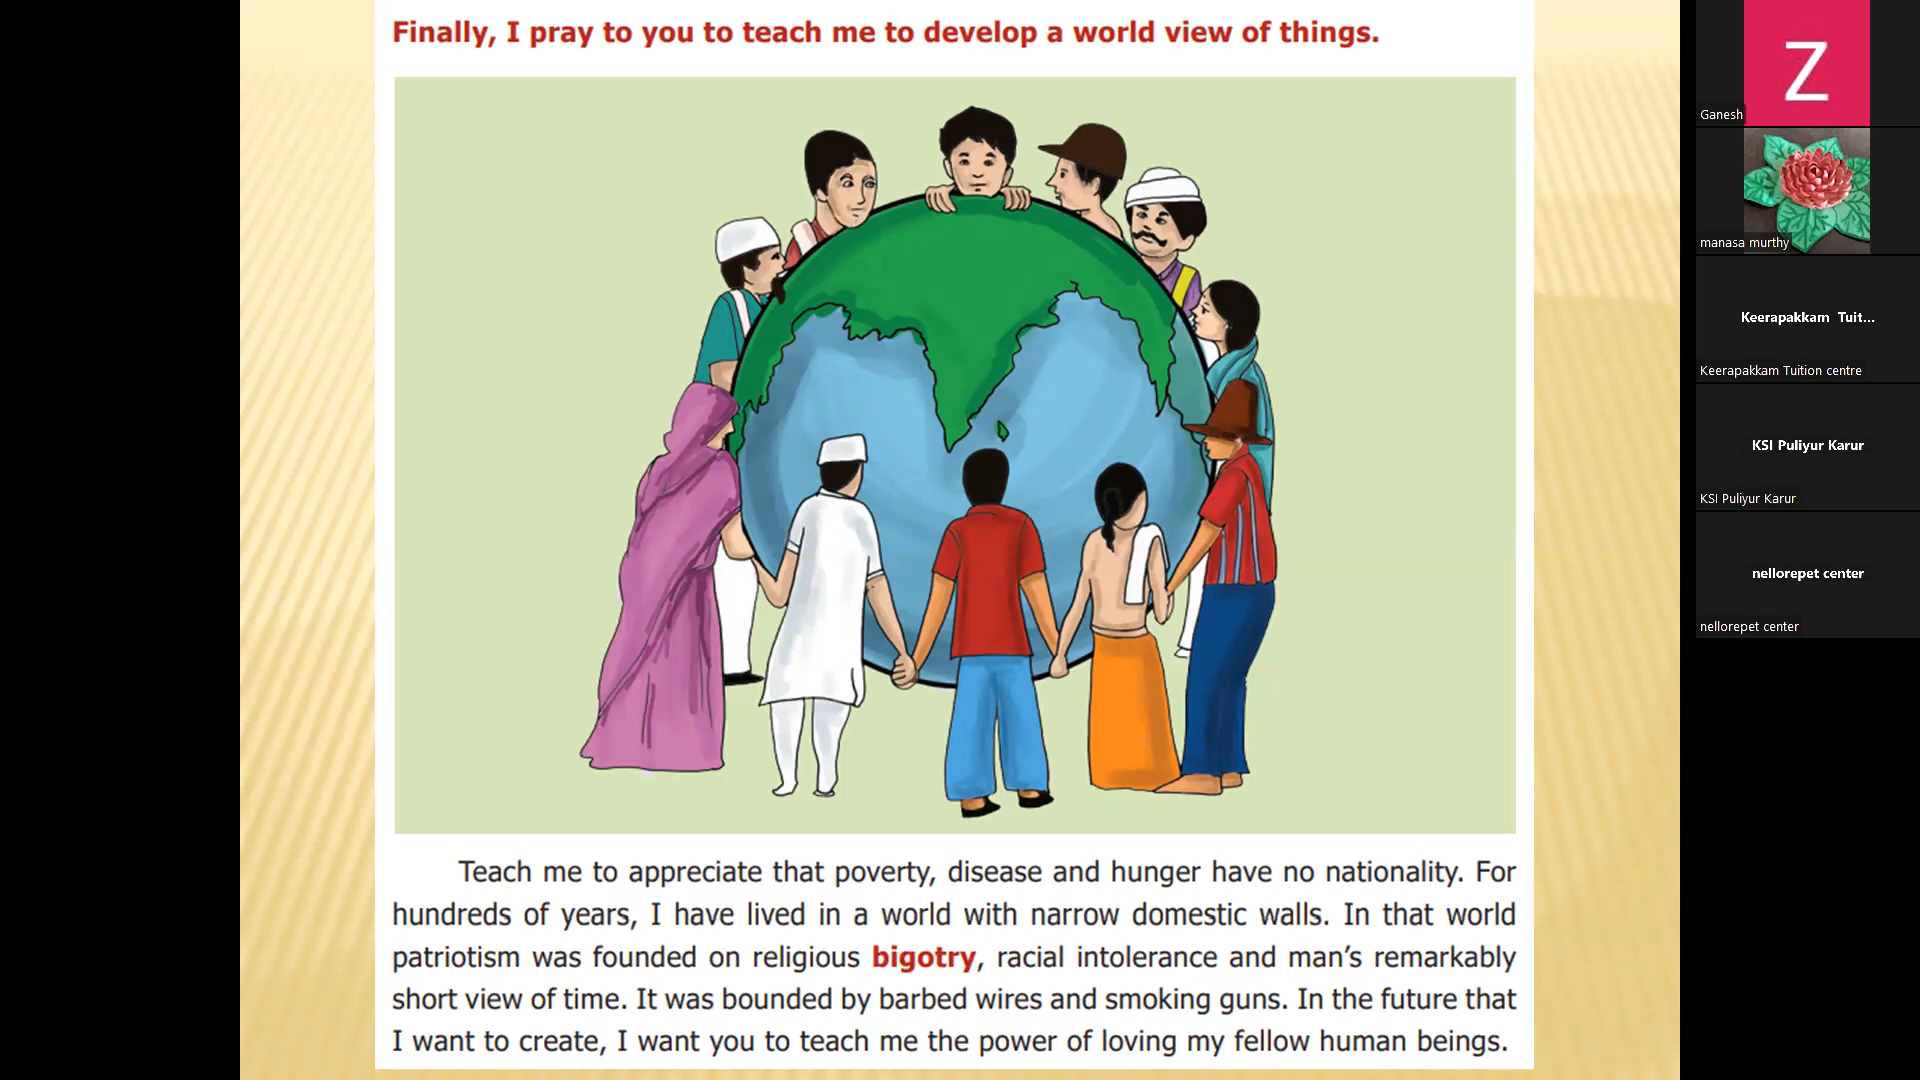 Finally, I pray to you to teach me to develop a world view of things.
Teach me to appreciate that poverty, disease and hunger have no nationality. For
hundreds of years, I have lived in a world with narrow domestic walls. In that world
patriotism was founded on religious bigotry, racial intolerance and man’s remarkably
short view of time. It was bounded by barbed wires and smoking guns. In the future that
I want to create, I want you to teach me the power of loving my fellow human beings.
Z
Ganesh
manasa murthy
Keerapakkam Tuit...
Keerapakkam Tuition centre
KSI Puliyur Karur
KSI Puliyur Karur
nellorepet center
nellorepet center